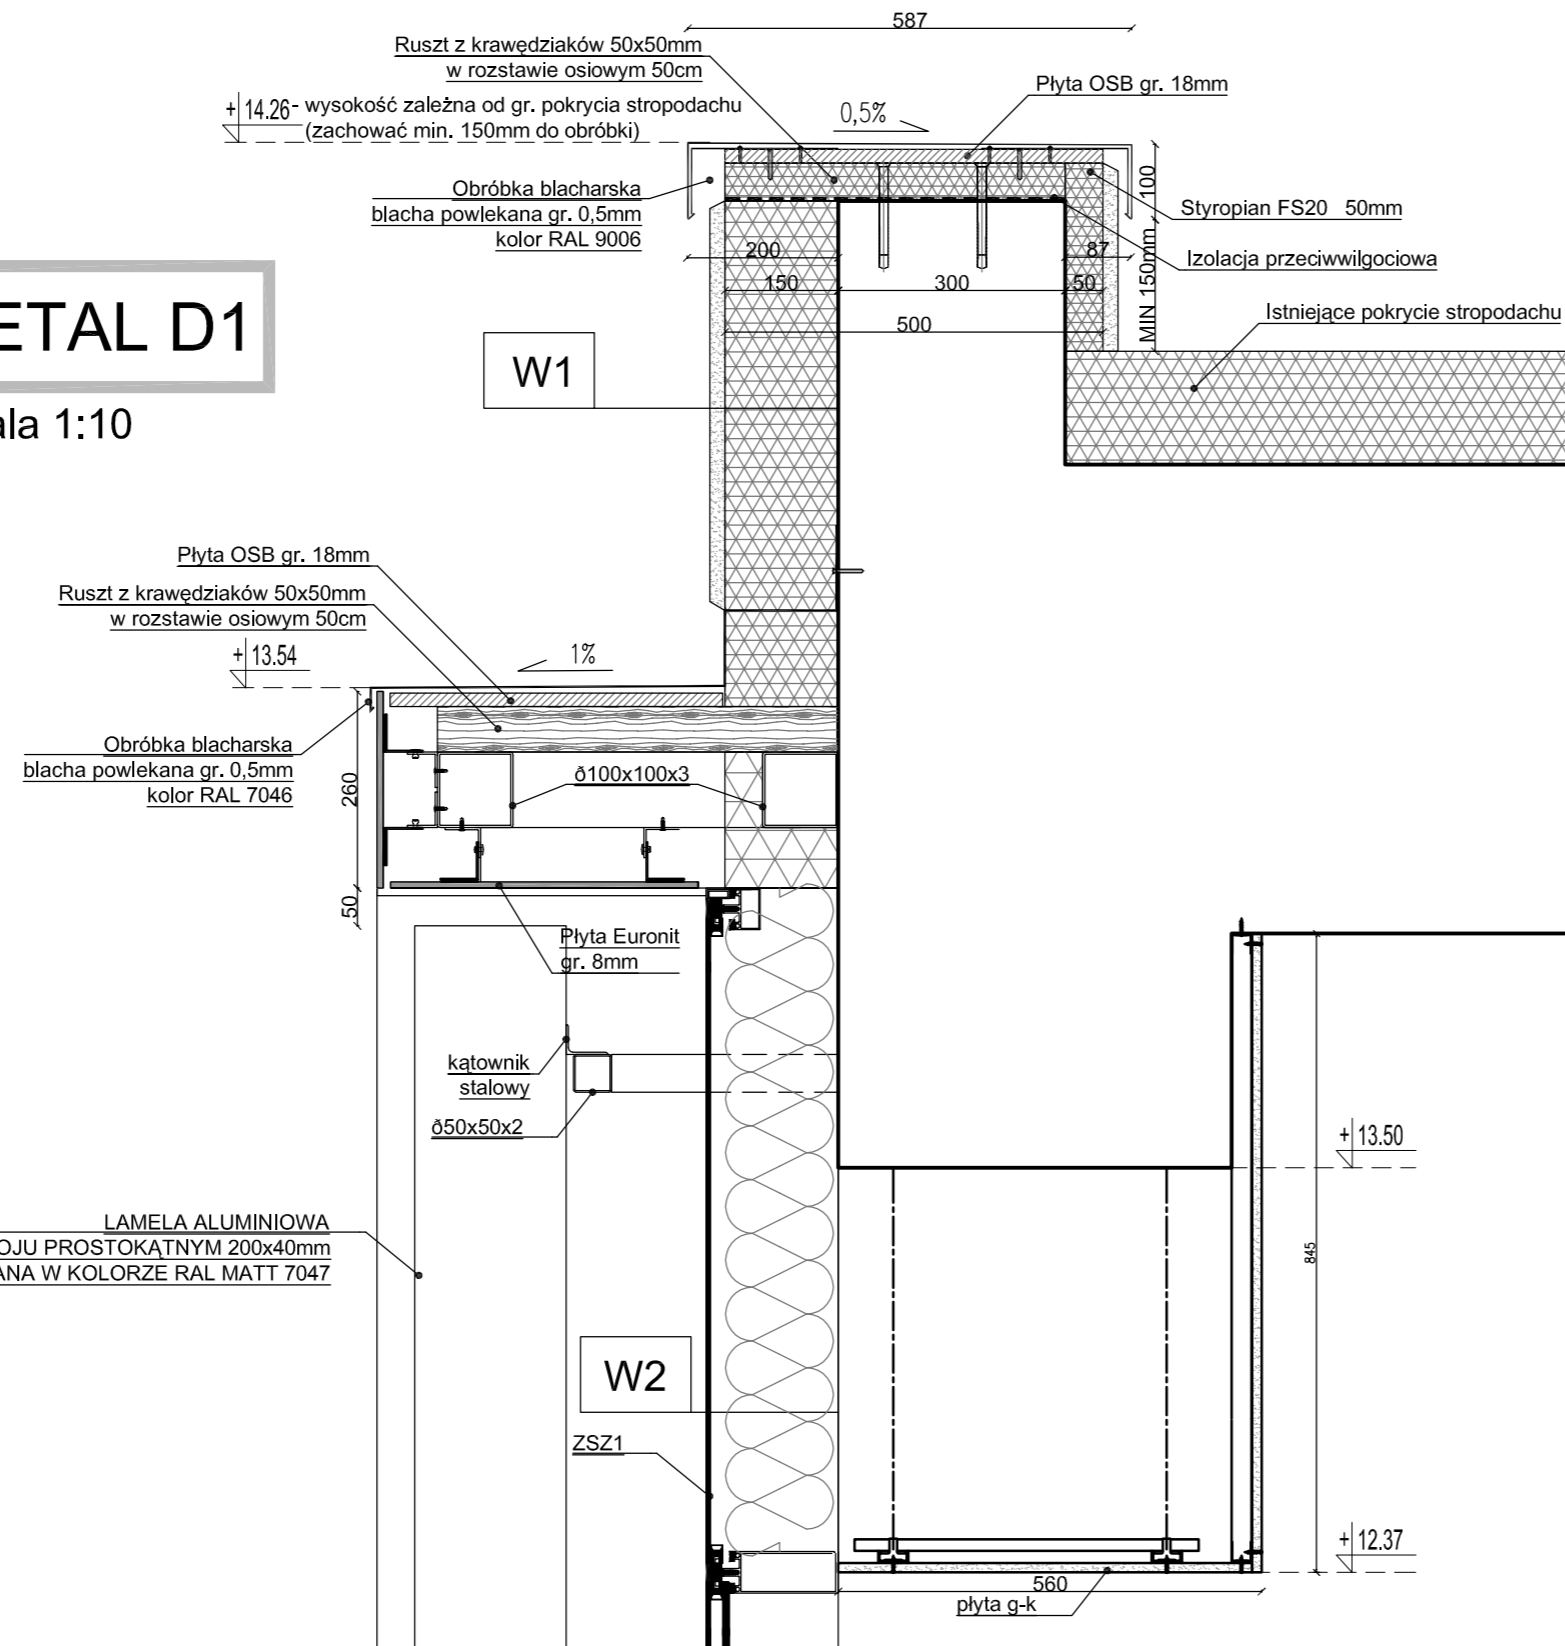 587
Ruszt z krawędziaków 50x50mm
w rozstawie osiowym 50cm
Płyta OSB gr. 18mm
+14.26 - wysokość zależna od gr. pokrycia stropodachu
(zachować min. 150mm do obróbki)
0,5%
Obróbka blacharska
blacha powlekana gr. 0,5mm
kolor RAL 9006
100
Styropian FS20 50mm
200
87
MIN 150mm
Izolacja przeciwwilgociowa
150
300
50
500
Istniejące pokrycie stropodachu
ETAL D1
ala 1:10
W1
Płyta OSB gr. 18mm
Ruszt z krawędziaków 50x50mm
w rozstawie osiowym 50cm
+13.54
1%
Obróbka blacharska
blacha powlekana gr. 0,5mm
kolor RAL 7046
260
ð100x100x3
50
Płyta Euronit
gr. 8mm
kątownik
stalowy
ð50x50x2
+13.50
LAMELA ALUMINIOWA
OJU PROSTOKĄTNYM 200x40mm
ANA W KOLORZE RAL MATT 7047
845
W2
ZSZ1
+12.37
560
płyta g-k